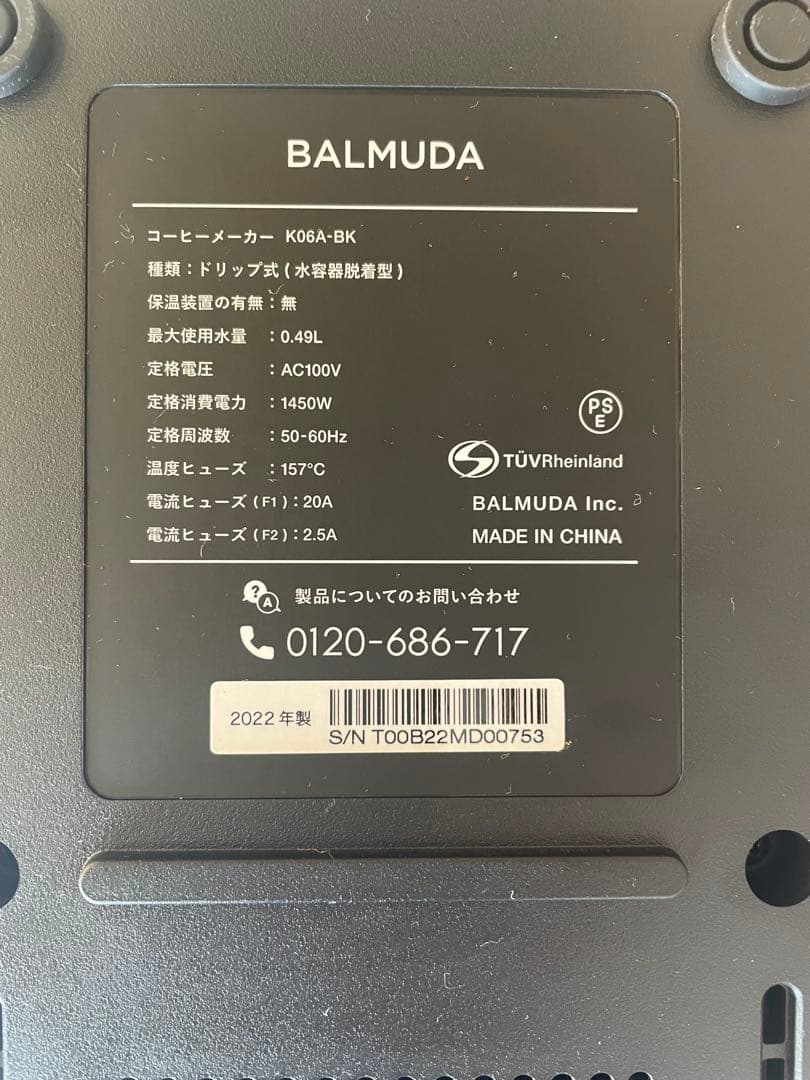 BALMUDA
コーヒーメーカー K06A-BK
種類：ドリップ式(水容器脱着型)
保温装置の有無：無
最大使用水量 ：0.49L
定格電圧 ：AC100V
定格消費電力 ：1450W
定格周波数 ：50-60Hz
温度ヒューズ ：157°C
電流ヒューズ(F1)：20A
電流ヒューズ(F2)：2.5A
PS
E
TÜVRheinland
BALMUDA Inc.
MADE IN CHINA
? A 製品についてのお問い合わせ
0120-686-717
2022年製
S/N T00B22MD00753